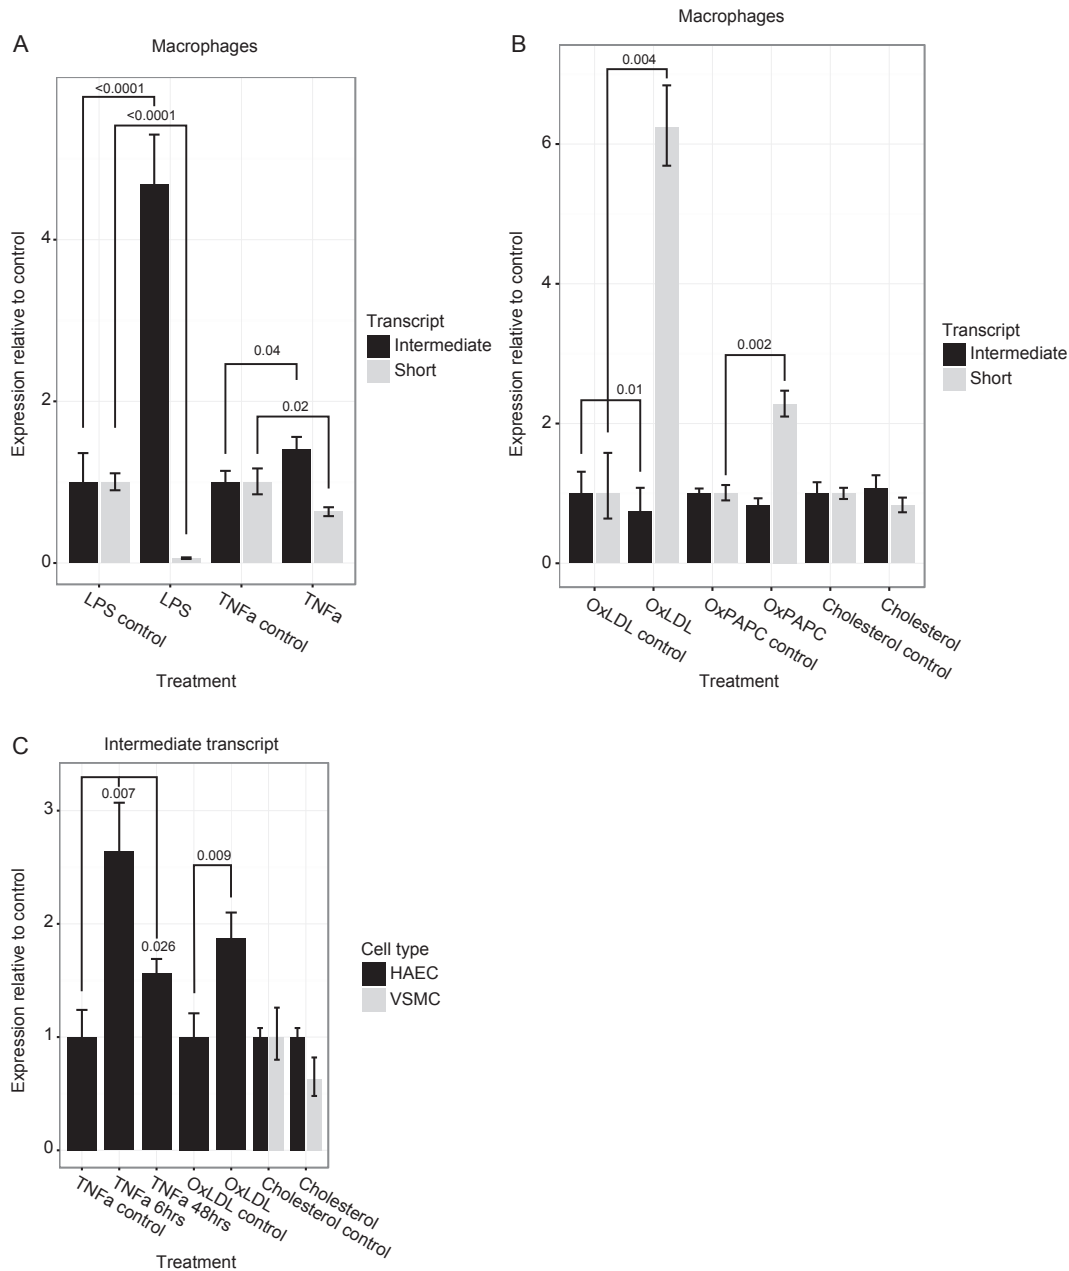 A
Macrophages
Expression relative to control
4
2
0
<0.0001
<0.0001
0.04
0.02
LPS control
LPS
TNFa control
TNFa
Treatment
Transcript
Intermediate
Short
B
Macrophages
Expression relative to control
6
4
2
0
0.004
0.01
0.002
OxLDL control
OxLDL
OxPAPC control
OxPAPC
Cholesterol control
Cholesterol
Treatment
Transcript
Intermediate
Short
C
Intermediate transcript
Expression relative to control
3
2
1
0
0.007
0.026
0.009
TNFa control
TNFa 6hrs
TNFa 48hrs
OxLDL control
OxLDL
Cholesterol control
Cholesterol
Treatment
Cell type
HAEC
VSMC